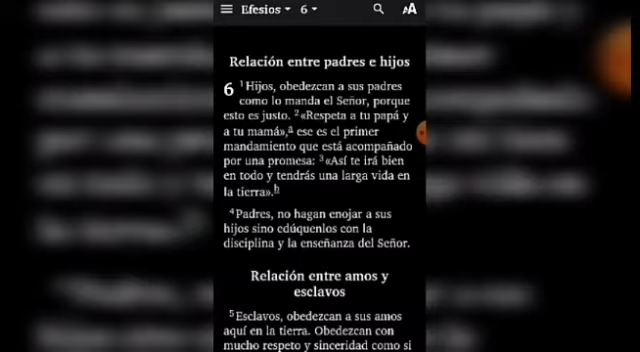 Efesios 6
Relación entre padres e hijos
6 1Hijos, obedezcan a sus padres
como lo manda el Señor, porque
esto es justo. 2«Respeta a tu papá y
a tu mamá»,a ese es el primer
mandamiento que está acompañado
por una promesa: 3«Así te irá bien
en todo y tendrás una larga vida en
la tierra».b
4Padres, no hagan enojar a sus
hijos sino edúquenlos con la
disciplina y la enseñanza del Señor.
Relación entre amos y
esclavos
5Esclavos, obedezcan a sus amos
aquí en la tierra. Obedezcan con
mucho respeto y sinceridad como si